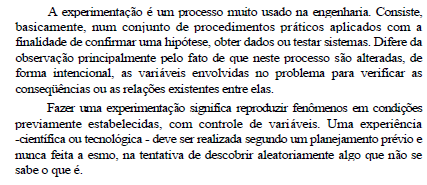 A experimentação é um processo muito usado na engenharia. Consiste,
basicamente, num conjunto de procedimentos práticos aplicados com a
finalidade de confirmar uma hipótese, obter dados ou testar sistemas. Difere da
observação principalmente pelo fato de que neste processo são alteradas, de
forma intencional, as variáveis envolvidas no problema para verificar as
conseqüências ou as relações existentes entre elas.
Fazer uma experimentação significa reproduzir fenômenos em condições
previamente estabelecidas, com controle de variáveis. Uma experiência
-científica ou tecnológica - deve ser realizada segundo um planejamento prévio e
nunca feita a esmo, na tentativa de descobrir aleatoriamente algo que não se
sabe o que é.